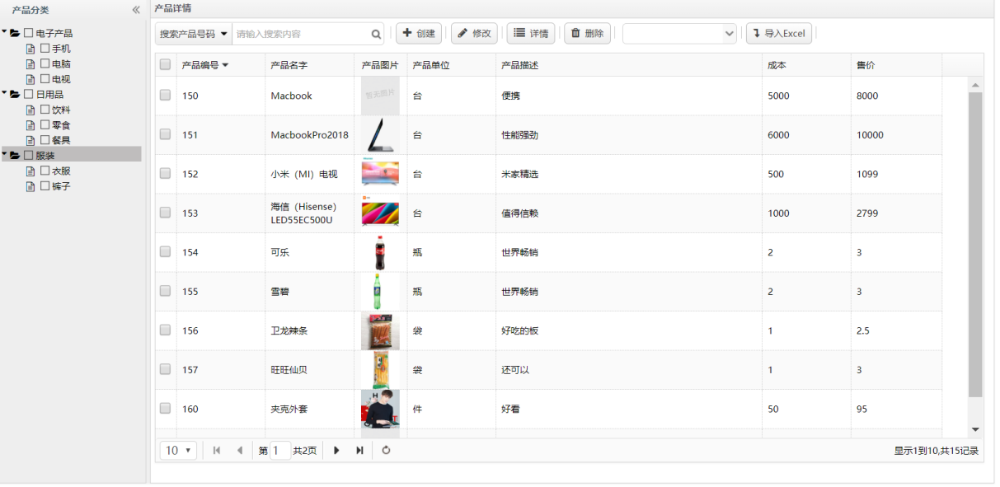 产品分类
电子产品
手机
电脑
电视
日用品
饮料
零食
餐具
服装
衣服
裤子
产品详情
搜索产品号码 请输入搜索内容 创建 修改 详情 删除 导入Excel
产品编号 产品名字 产品图片 产品单位 产品描述 成本 售价
150 Macbook 暂无图片 台 便携 5000 8000
151 MacbookPro2018 台 性能强劲 6000 10000
152 小米（MI）电视 台 米家精选 500 1099
153 海信（Hisense） 台 值得信赖 1000 2799
LED55EC500U
154 可乐 瓶 世界畅销 2 3
155 雪碧 瓶 世界畅销 2 3
156 卫龙辣条 袋 好吃的板 1 2.5
157 旺旺仙贝 袋 还可以 1 3
160 夹克外套 件 好看 50 95
10 第 1 共2页 显示1到10,共15记录